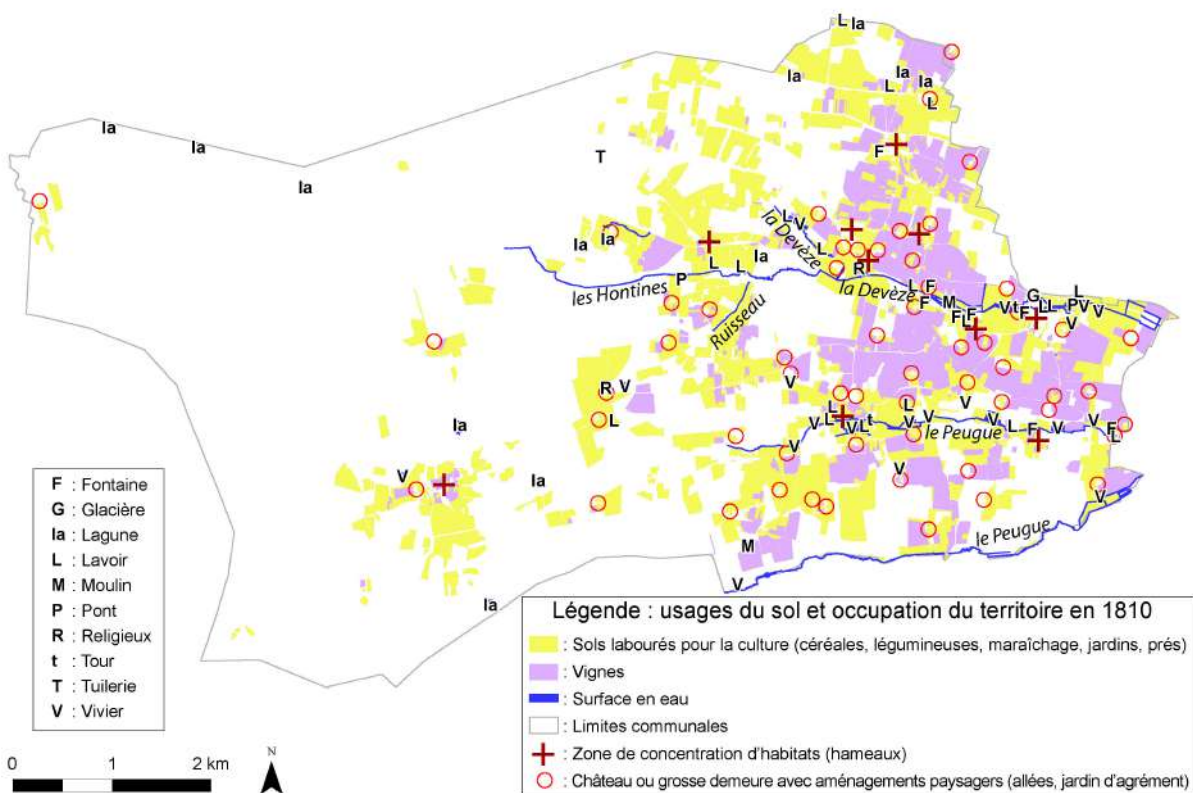 L la
la
la
la
L
L
la
la
la
T
F
la
la
la
L
L
la
L
V
la Devèze
L
R
P
les Hontines
Ruisseau
la Devèze
L F
F
M
F
L
F
V t F
G
L
L
L
P V V
V
R V
L
V
V
L
L
V
V L t
V
L
V
V
le Peugue
V
V
L
F
V
V
F
L
la
V
la
V
V
M
V
le Peugue
la
F : Fontaine
G : Glacière
la : Lagune
L : Lavoir
M : Moulin
P : Pont
R : Religieux
t : Tour
T : Tuilerie
V : Vivier
0 1 2 km
N
Légende : usages du sol et occupation du territoire en 1810
: Sols labourés pour la culture (céréales, légumineuses, maraîchage, jardins, prés)
: Vignes
: Surface en eau
: Limites communales
: Zone de concentration d'habitats (hameaux)
: Château ou grosse demeure avec aménagements paysagers (allées, jardin d'agrément)